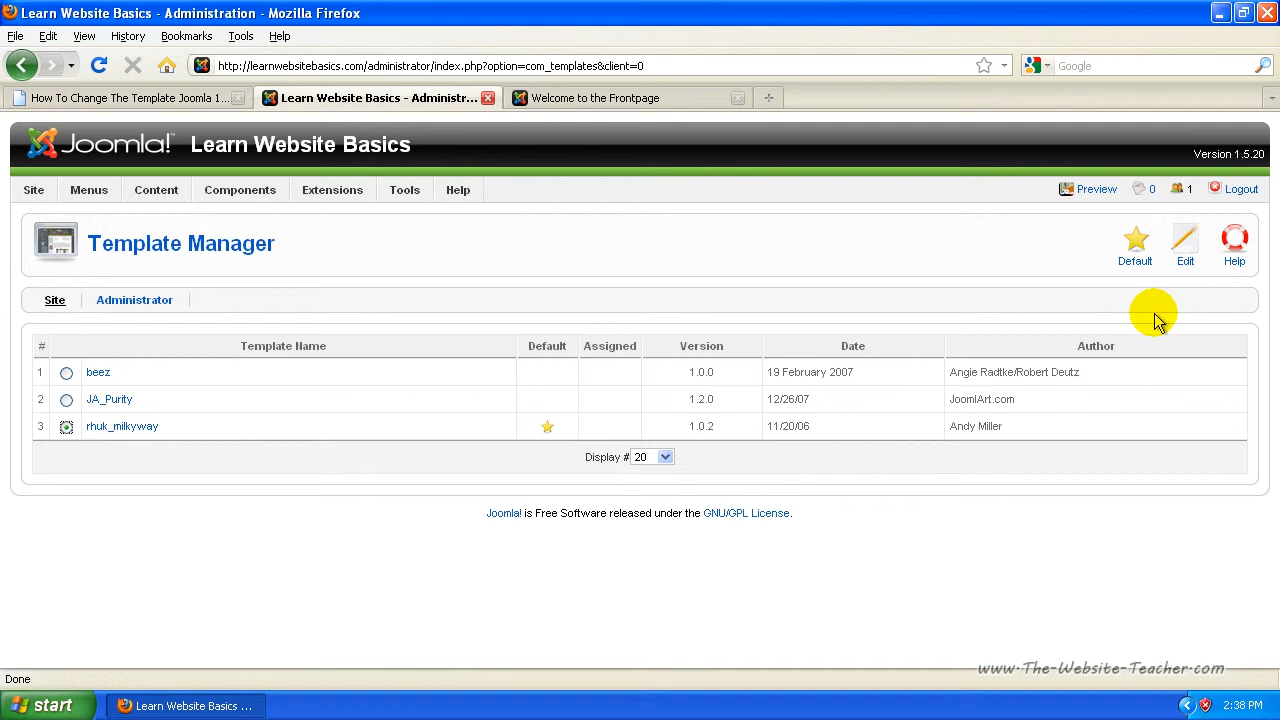 Learn Website Basics - Administration - Mozilla Firefox
File Edit View History Bookmarks Tools Help
http://learnwebsitebasics.com/administrator/index.php?option=com_templates&client=0
Google
How To Change The Template Joomla 1...
Learn Website Basics - Administr...
Welcome to the Frontpage
Joomla! Learn Website Basics
Version 1.5.20
Site Menus Content Components Extensions Tools Help
Preview 0 1 Logout
Template Manager
Default Edit Help
Site Administrator
# Template Name Default Assigned Version Date Author
1 beez 1.0.0 19 February 2007 Angie Radtke/Robert Deutz
2 JA_Purity 1.2.0 12/26/07 JoomlArt.com
3 rhuk_milkyway 1.0.2 11/20/06 Andy Miller
Display # 20
Joomla! is Free Software released under the GNU/GPL License.
www.The-Website-Teacher.com
Done
start
Learn Website Basics ...
2:38 PM